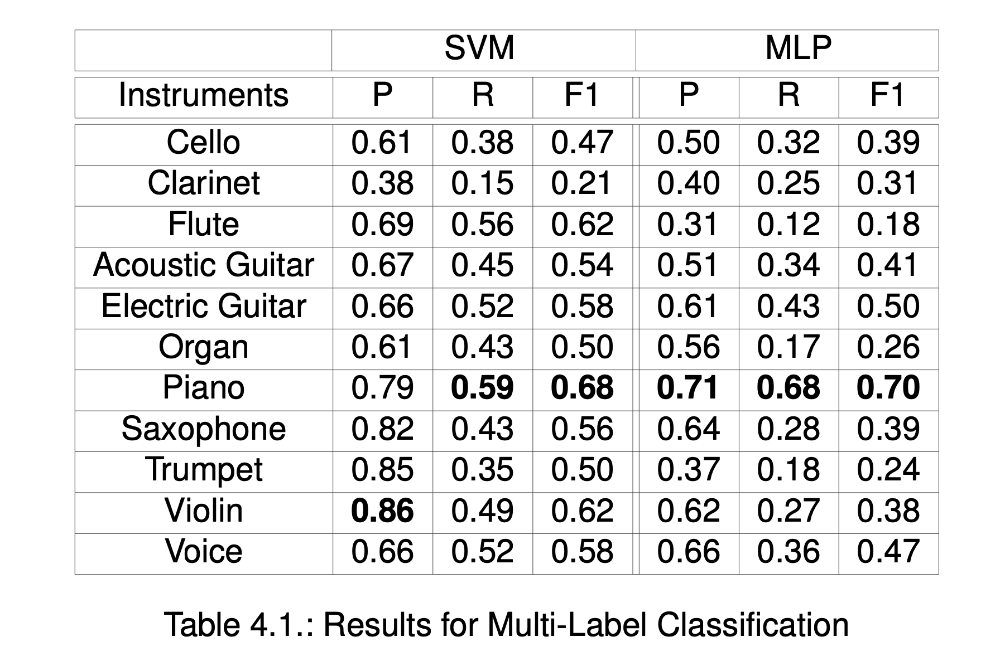 SVM MLP
Instruments P R F1 P R F1
Cello 0.61 0.38 0.47 0.50 0.32 0.39
Clarinet 0.38 0.15 0.21 0.40 0.25 0.31
Flute 0.69 0.56 0.62 0.31 0.12 0.18
Acoustic Guitar 0.67 0.45 0.54 0.51 0.34 0.41
Electric Guitar 0.66 0.52 0.58 0.61 0.43 0.50
Organ 0.61 0.43 0.50 0.56 0.17 0.26
Piano 0.79 0.59 0.68 0.71 0.68 0.70
Saxophone 0.82 0.43 0.56 0.64 0.28 0.39
Trumpet 0.85 0.35 0.50 0.37 0.18 0.24
Violin 0.86 0.49 0.62 0.62 0.27 0.38
Voice 0.66 0.52 0.58 0.66 0.36 0.47
Table 4.1.: Results for Multi-Label Classification